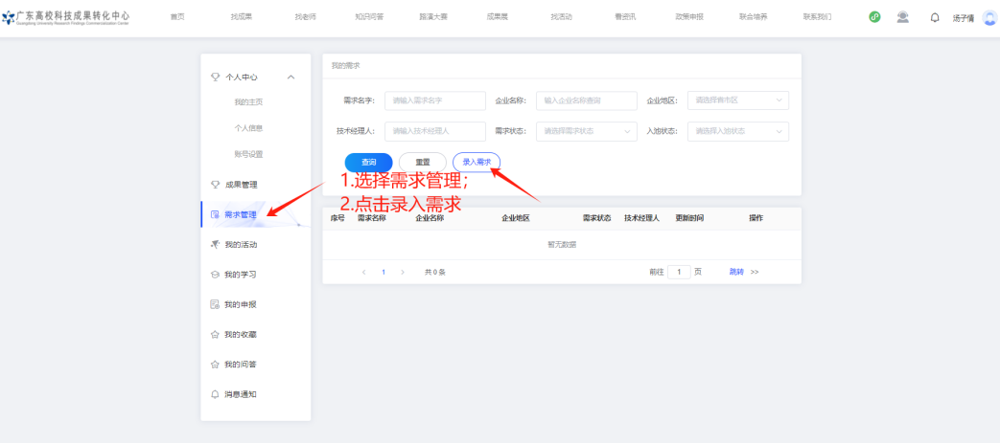 广东高校科技成果转化中心 首页 找成果 找老师 知识问答 路演大赛 成果展 找活动 看资讯 政策申报 联合培养 联系我们 汤子倩
Guangdong University Research Findings Commercialization Center
个人中心
我的主页
个人信息
账号设置
成果管理
需求管理
我的活动
我的学习
我的申报
我的收藏
我的问答
消息通知
我的需求
需求名字: 请输入需求名字 企业名称: 输入企业名称查询 企业地区: 请选择省市区
技术经理人: 请输入技术经理人 需求状态: 请选择需求状态 入池状态: 请选择入池状态
查询 重置 录入需求
1.选择需求管理;
2.点击录入需求
序号 需求名称 企业名称 企业地区 需求状态 技术经理人 更新时间 操作
暂无数据
< 1 > 共 0 条 前往 1 页 跳转 >>